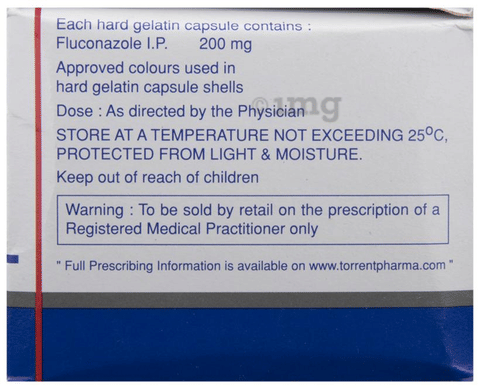 Each hard gelatin capsule contains :
Fluconazole I.P. 200 mg
Approved colours used in
hard gelatin capsule shells
Dose : As directed by the Physician
1mg
STORE AT A TEMPERATURE NOT EXCEEDING 25⁰C,
PROTECTED FROM LIGHT & MOISTURE.
Keep out of reach of children
Warning : To be sold by retail on the prescription of a
Registered Medical Practitioner only
" Full Prescribing Information is available on www.torrentpharma.com "